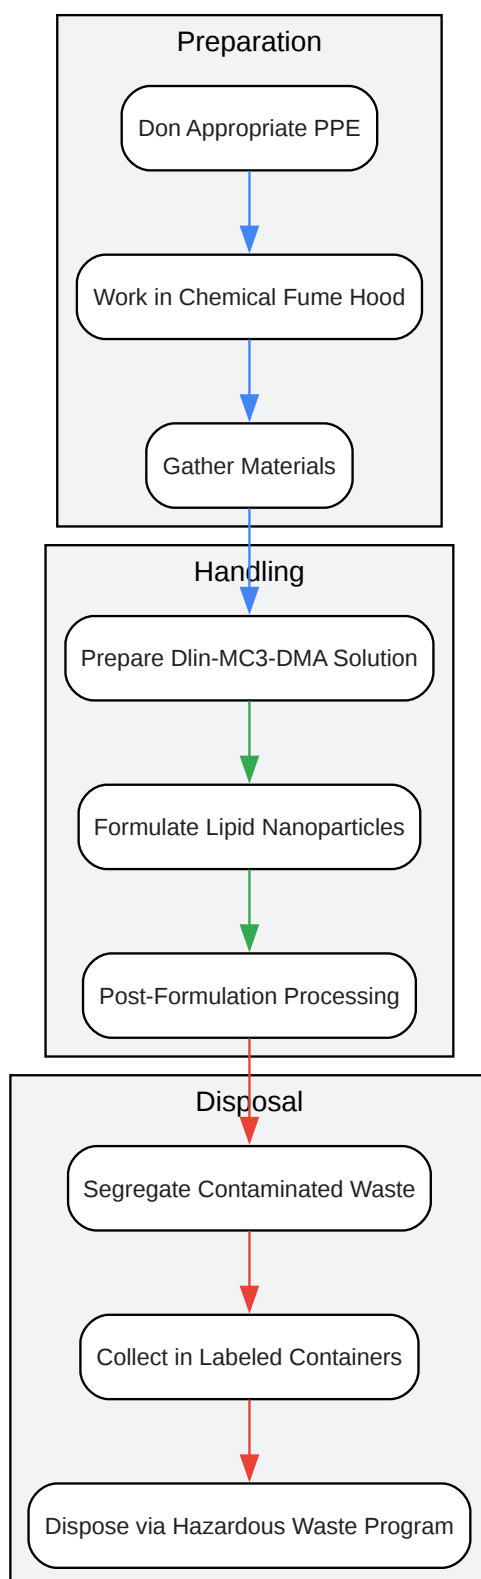 Preparation
Don Appropriate PPE
Work in Chemical Fume Hood
Gather Materials
Handling
Prepare Dlin-MC3-DMA Solution
Formulate Lipid Nanoparticles
Post-Formulation Processing
Disposal
Segregate Contaminated Waste
Collect in Labeled Containers
Dispose via Hazardous Waste Program